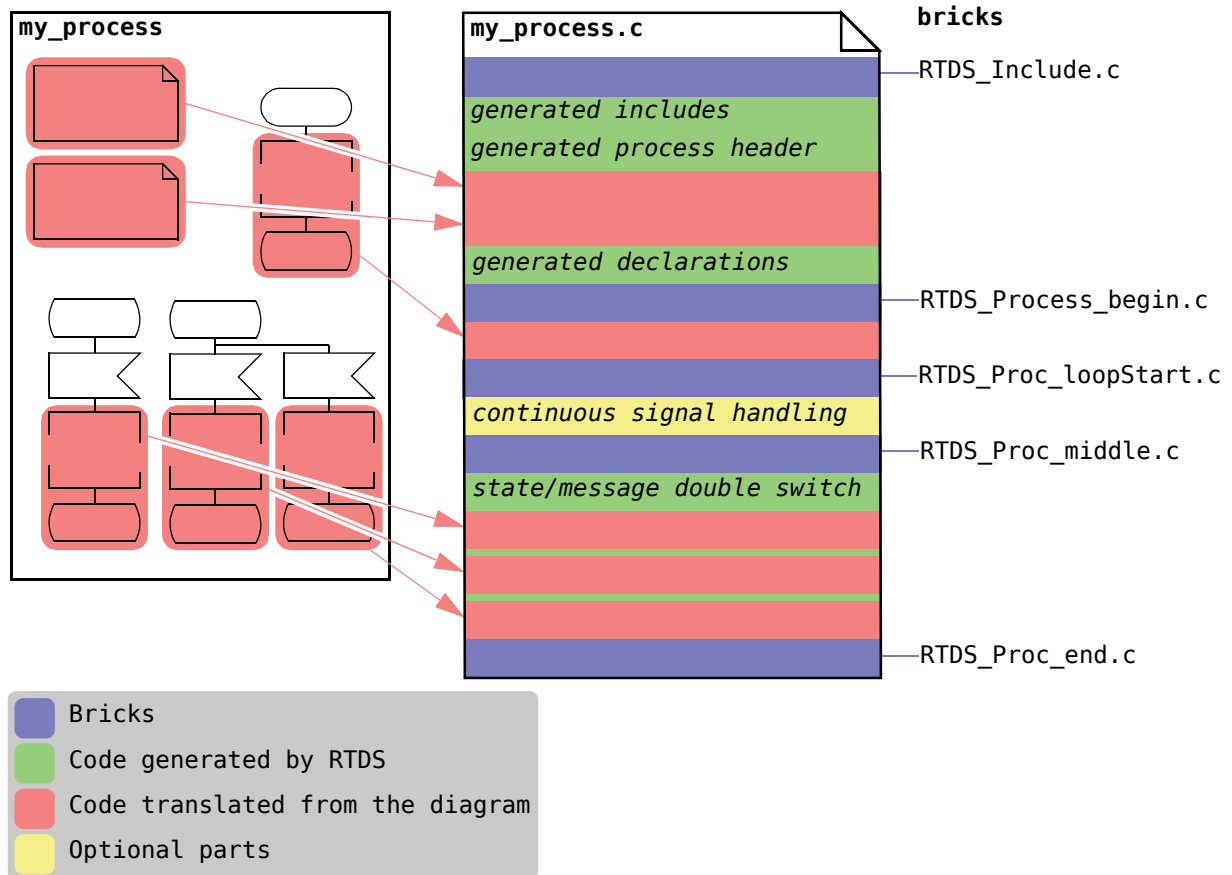 my_process
my_process.c
bricks
RTDS_Include.c
generated includes
generated process header
generated declarations
RTDS_Process_begin.c
RTDS_Proc_loopStart.c
continuous signal handling
RTDS_Proc_middle.c
state/message double switch
RTDS_Proc_end.c
Bricks
Code generated by RTDS
Code translated from the diagram
Optional parts